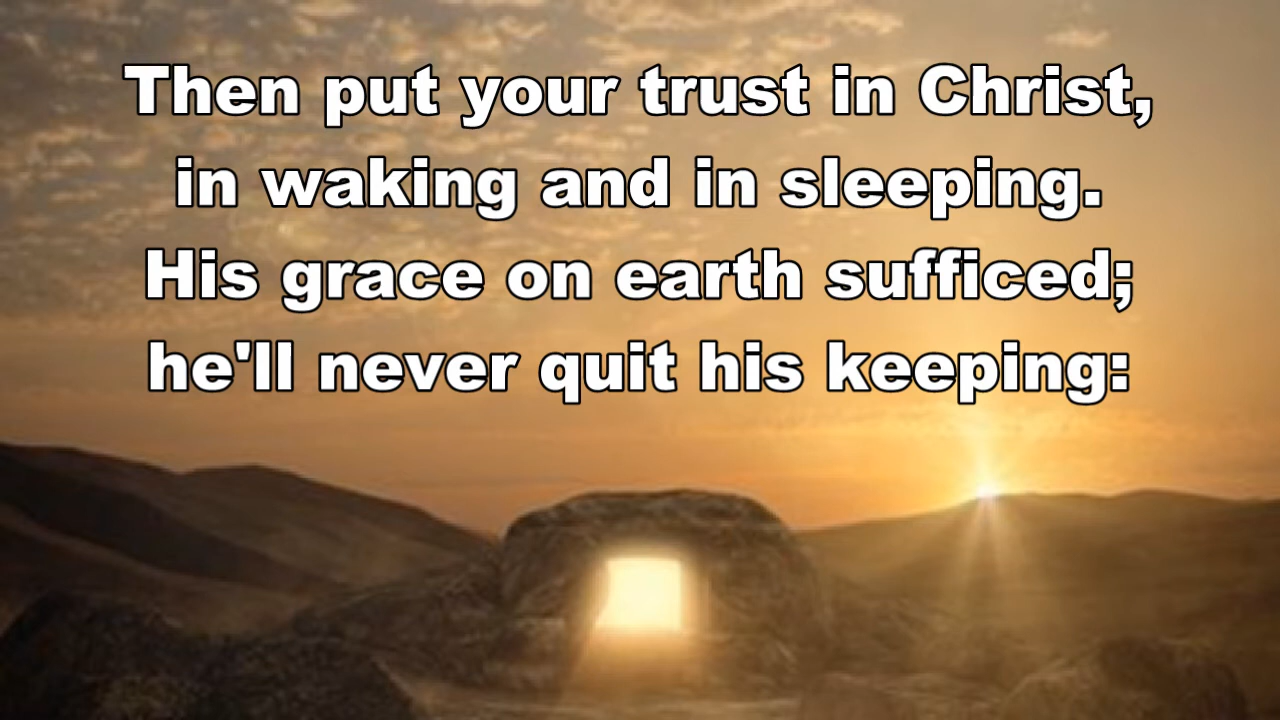 Then put your trust in Christ,
in waking and in sleeping.
His grace on earth sufficed;
he'll never quit his keeping: